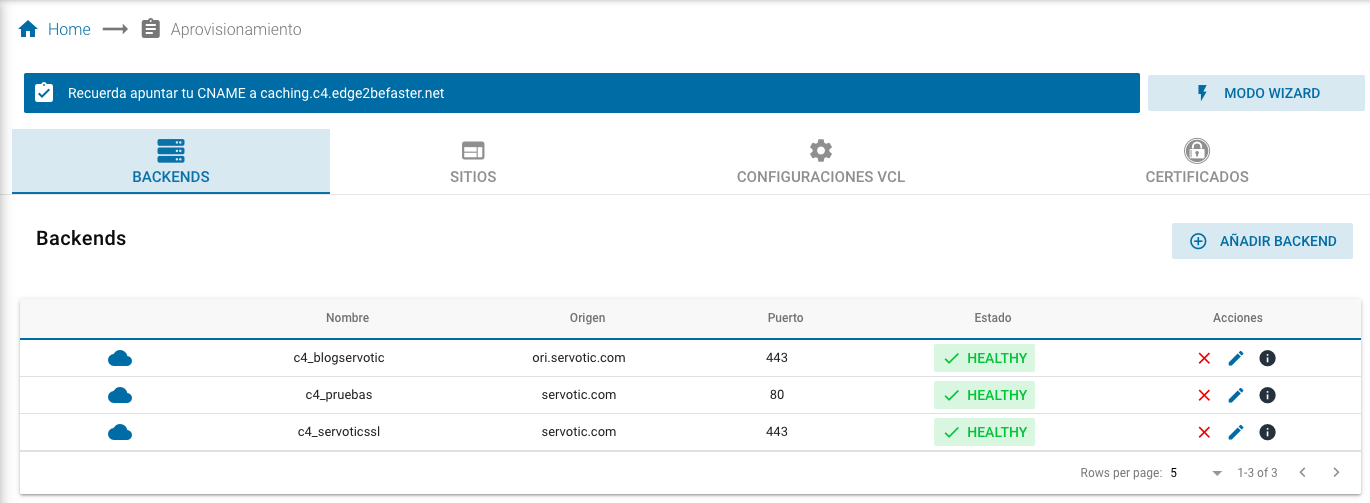 Home Aprovisionamiento
Recuerda apuntar tu CNAME a caching.c4.edge2befaster.net MODO WIZARD
BACKENDS SITIOS CONFIGURACIONES VCL CERTIFICADOS
Backends AÑADIR BACKEND
Nombre Origen Puerto Estado Acciones
c4_blogservotic ori.servotic.com 443 HEALTHY
c4_pruebas servotic.com 80 HEALTHY
c4_servoticssl servotic.com 443 HEALTHY
Rows per page: 5 1-3 of 3